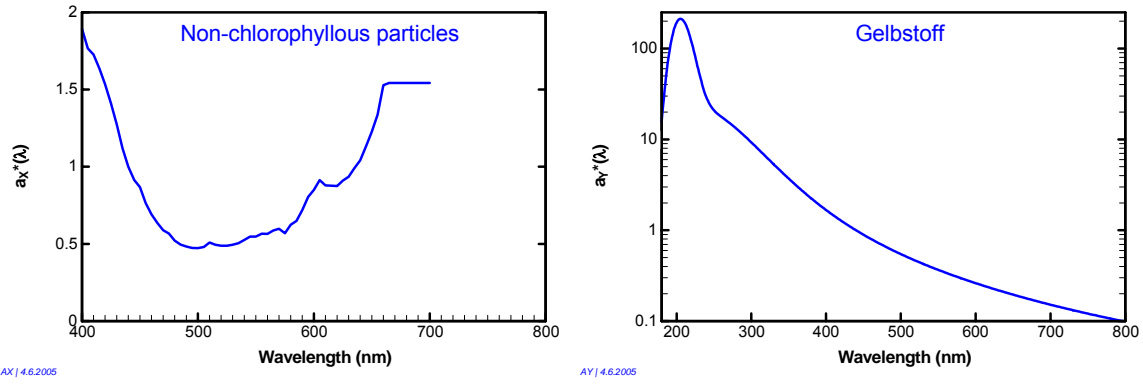 Non-chlorophyllous particles
2
1.5
1
0.5
0
aX*(λ)
400
500
600
700
800
Wavelength (nm)
AX | 4.6.2005
Gelbstoff
100
10
1
0.1
aY*(λ)
200
300
400
500
600
700
800
Wavelength (nm)
AY | 4.6.2005